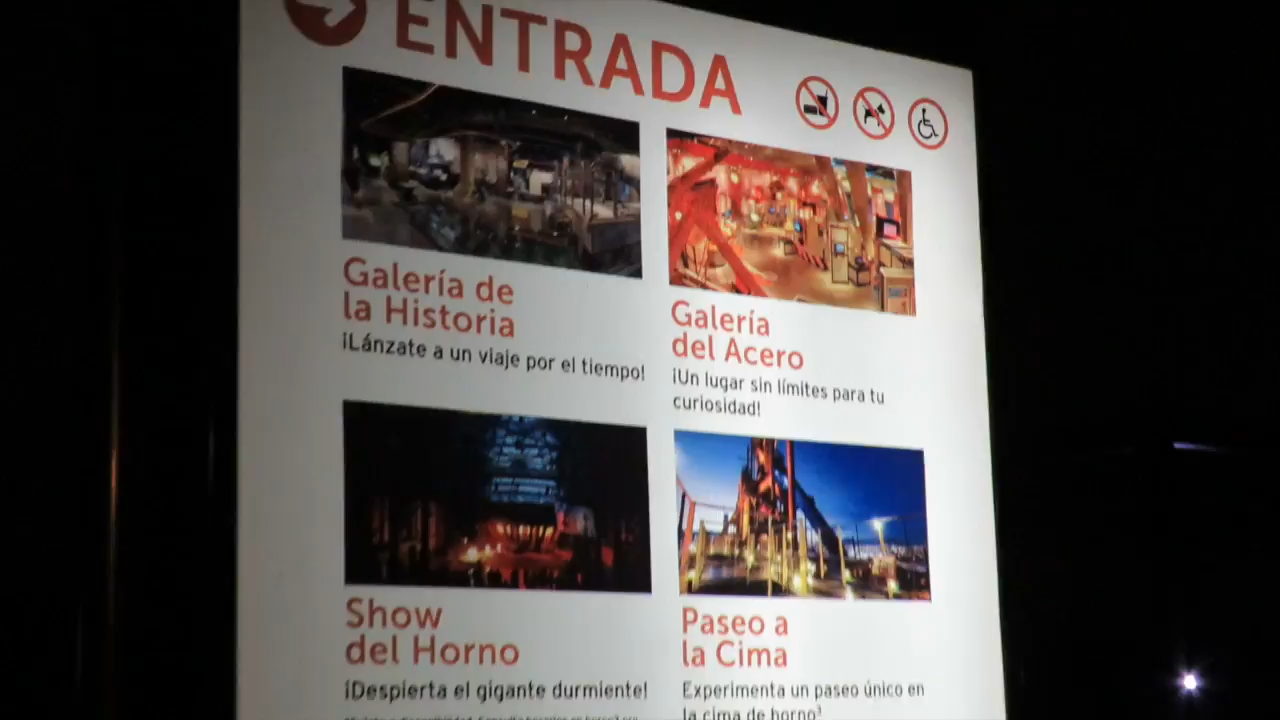 ENTRADA
Galería de
la Historia
¡Lánzate a un viaje por el tiempo!
Galería
del Acero
¡Un lugar sin límites para tu
curiosidad!
Show
del Horno
¡Despierta el gigante durmiente!
Paseo a
la Cima
Experimenta un paseo único en
la cima de horno³